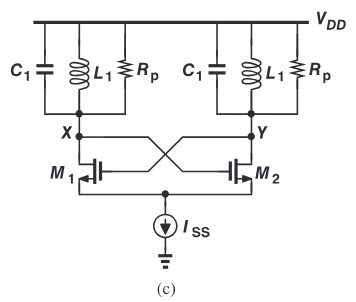 V_DD
C_1 L_1 R_p C_1 L_1 R_p
X Y
M_1 M_2
I_SS
(c)